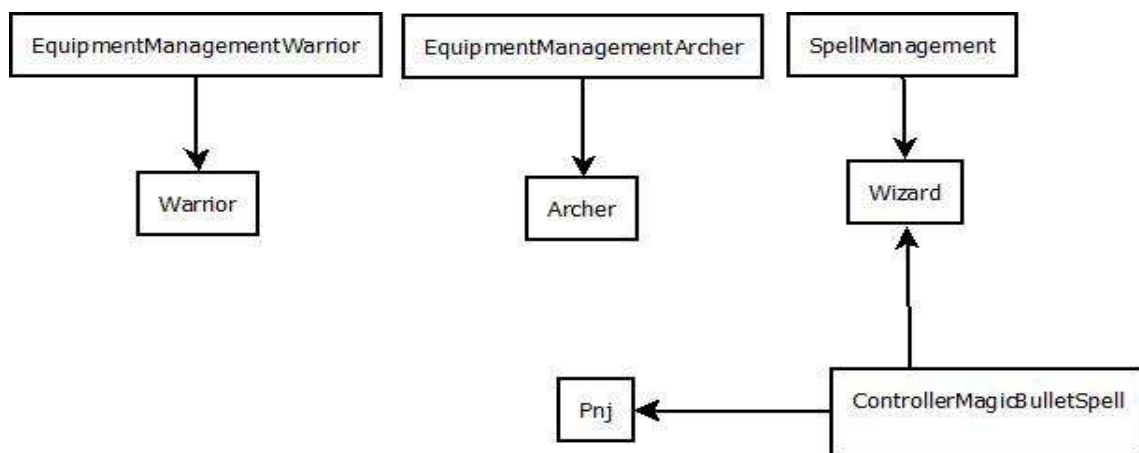 EquipmentManagementWarrior
EquipmentManagementArcher
SpellManagement
Warrior
Archer
Wizard
Pnj
ControllerMagicBulletSpell